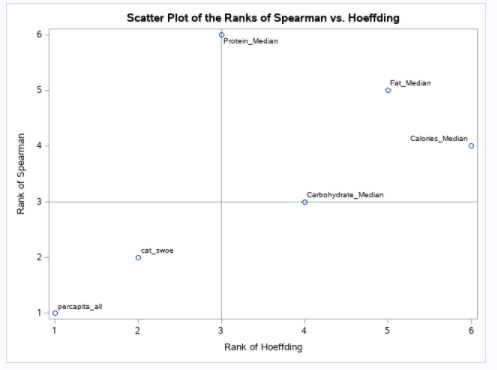 Scatter Plot of the Ranks of Spearman vs. Hoeffding
6
Protein_Median
5
Fat_Median
Calories_Median
4
Rank of Spearman
Carbohydrate_Median
3
cat_swoe
2
percapita_all
1
1 2 3 4 5 6
Rank of Hoeffding